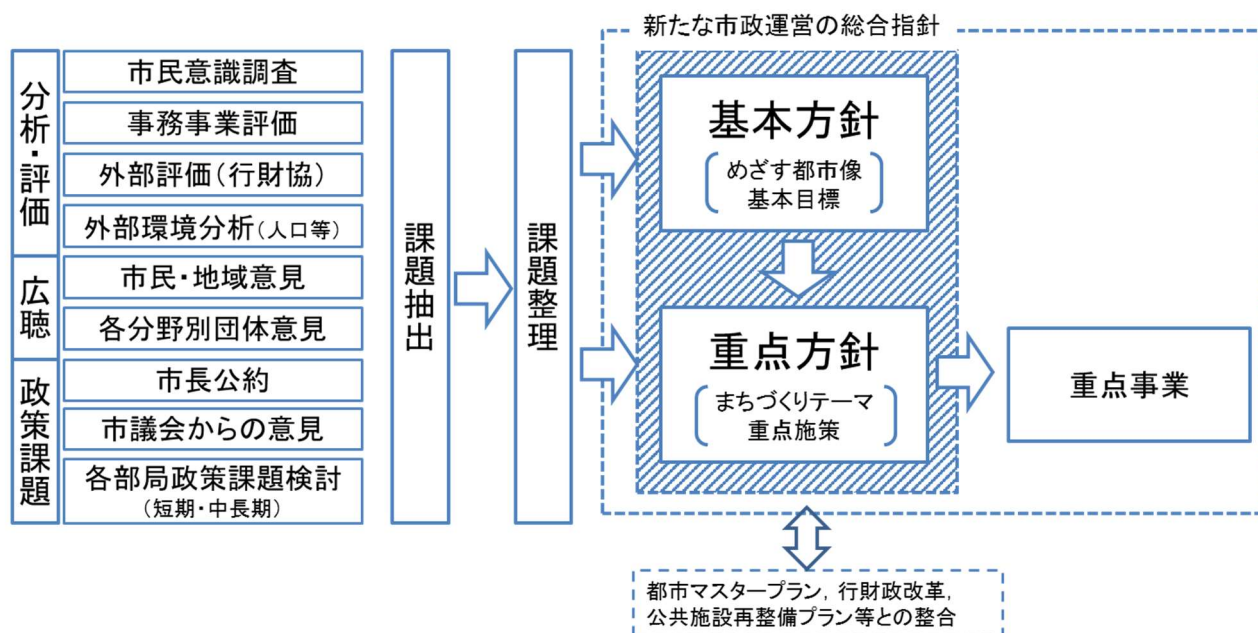 新たな市政運営の総合指針
分析・評価
市民意識調査
事務事業評価
外部評価（行財協）
外部環境分析（人口等）
広聴
市民・地域意見
各分野別団体意見
政策課題
市長公約
市議会からの意見
各部局政策課題検討
（短期・中長期）
課題抽出
課題整理
基本方針
めざす都市像
基本目標
重点方針
まちづくりテーマ
重点施策
重点事業
都市マスタープラン，行財政改革，
公共施設再整備プラン等との整合